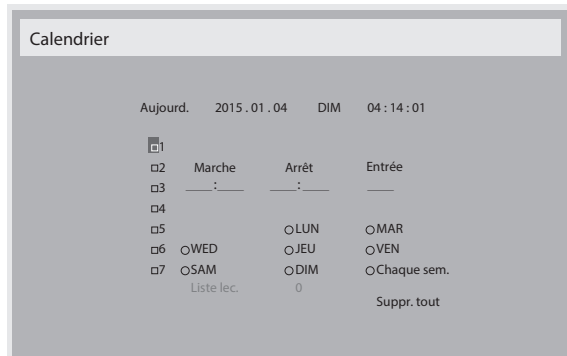 Calendrier
Aujourd. 2015 . 01 . 04 DIM 04 : 14 : 01
1
2 Marche Arrêt Entrée
3 ____:____ ____:____ ____
4
5 LUN MAR
6 WED JEU VEN
7 SAM DIM Chaque sem.
Liste lec. 0
Suppr. tout